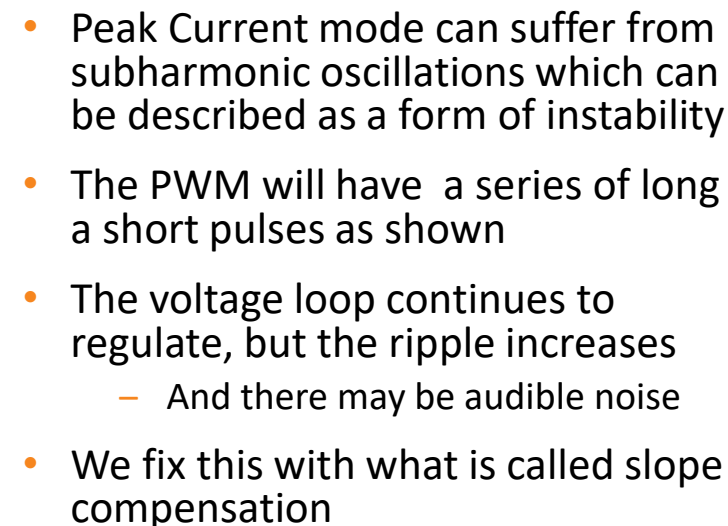 • Peak Current mode can suffer from
subharmonic oscillations which can
be described as a form of instability
• The PWM will have  a series of long
a short pulses as shown
• The voltage loop continues to
regulate, but the ripple increases
– And there may be audible noise
• We fix this with what is called slope
compensation